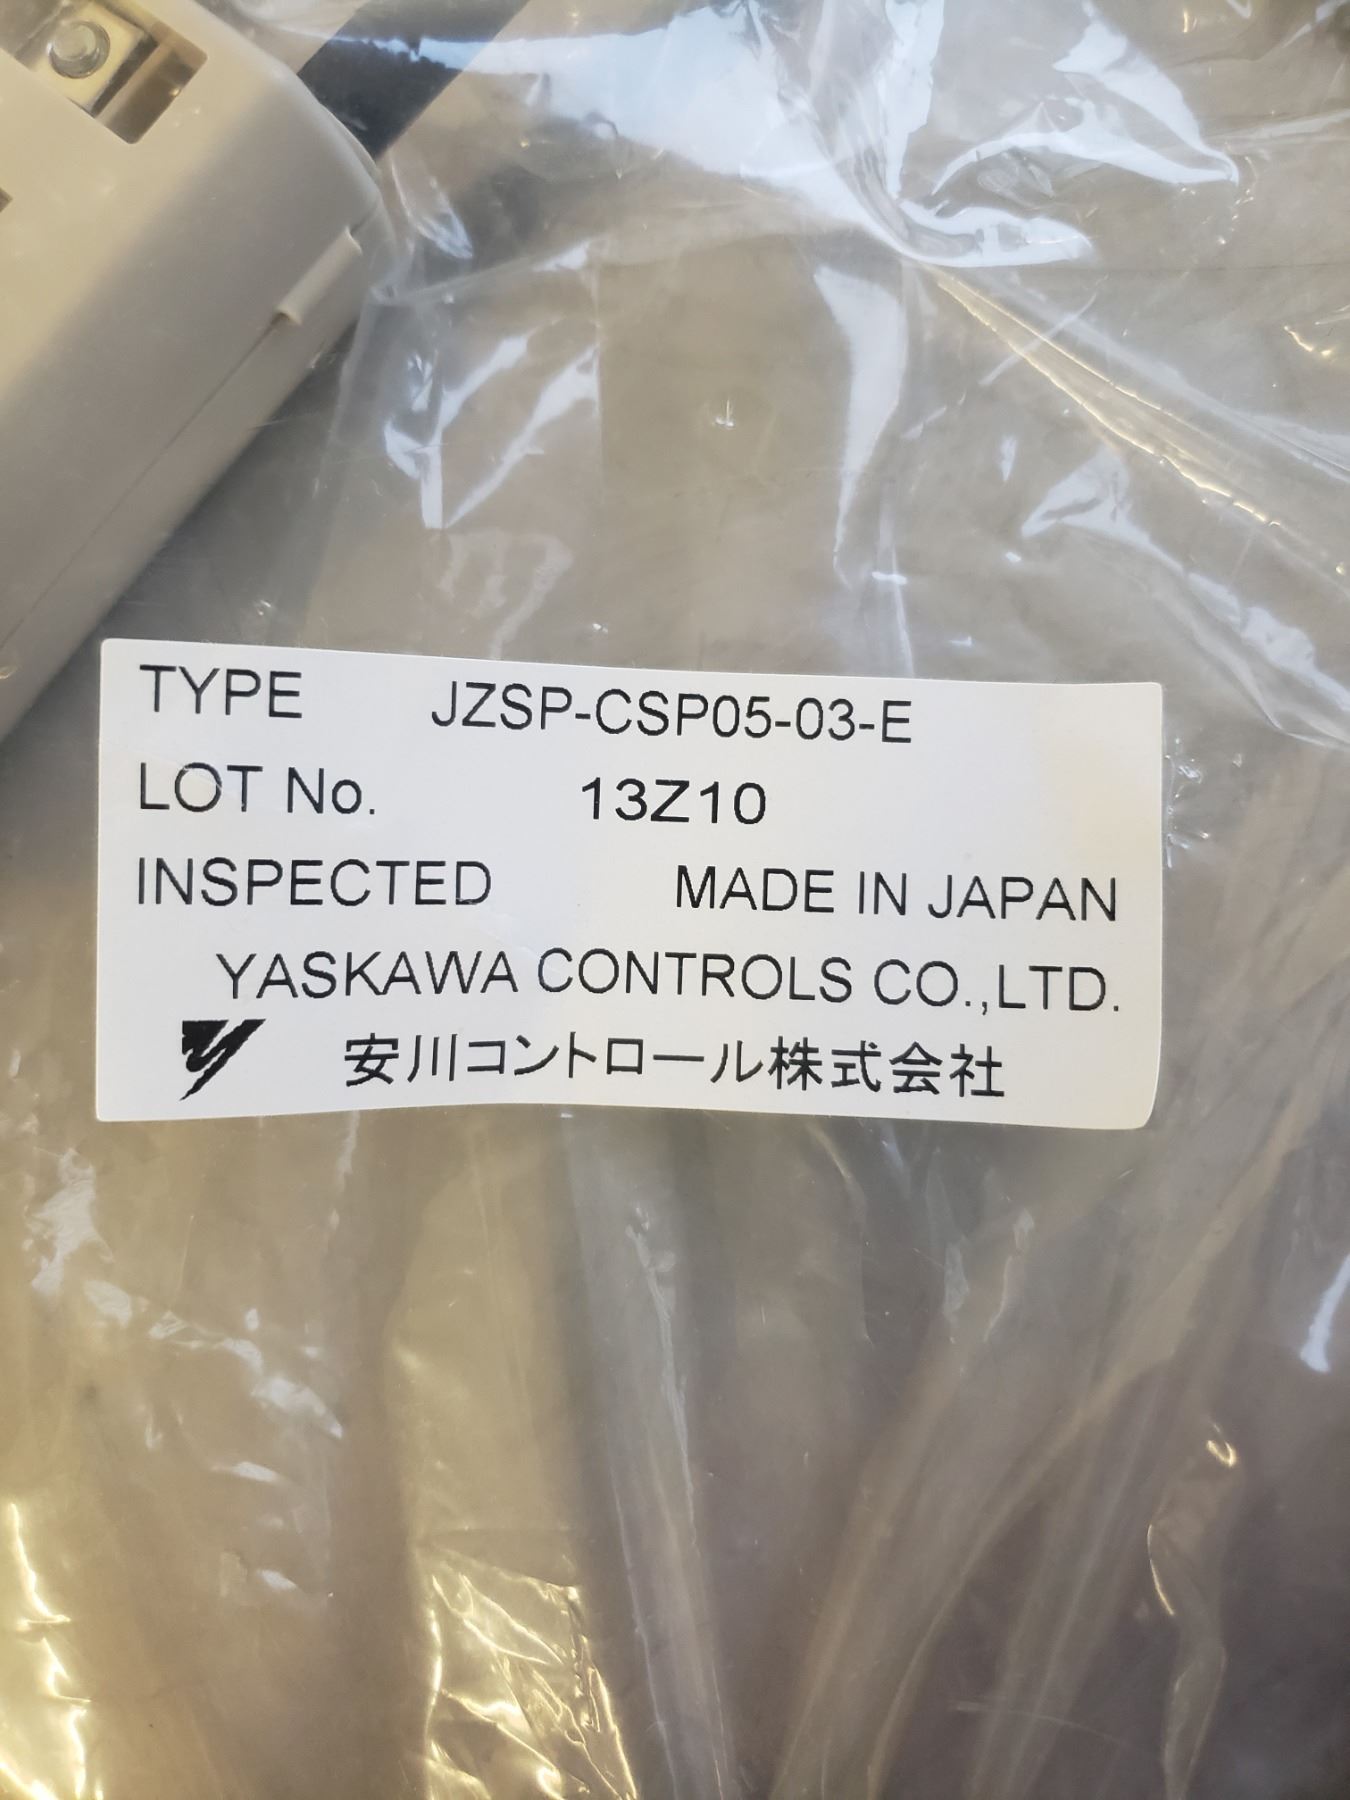 TYPE JZSP-CSP05-03-E
LOT No. 13Z10
INSPECTED MADE IN JAPAN
YASKAWA CONTROLS CO.,LTD.
安川コントロール株式会社